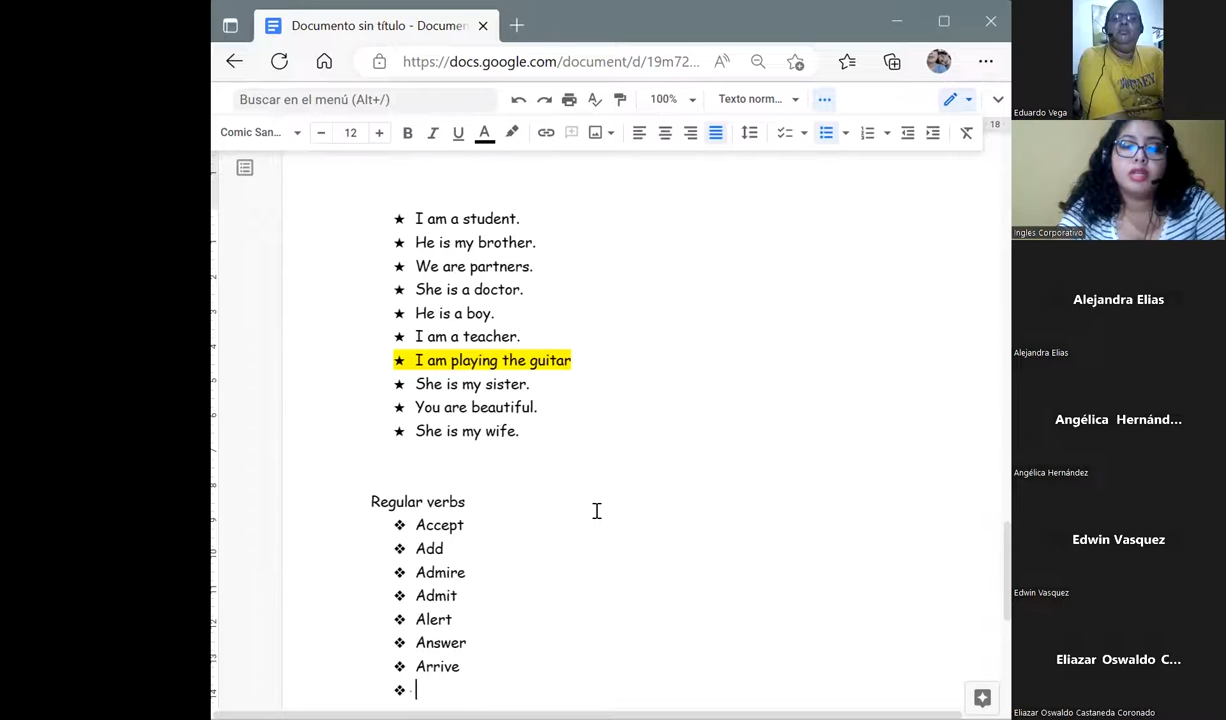 Documento sin título - Documen
https://docs.google.com/document/d/19m72...
Buscar en el menú (Alt+/)
100%
Texto norm...
Comic San...
12
18
★ I am a student.
★ He is my brother.
★ We are partners.
★ She is a doctor.
★ He is a boy.
★ I am a teacher.
★ I am playing the guitar
★ She is my sister.
★ You are beautiful.
★ She is my wife.
Regular verbs
❖ Accept
❖ Add
❖ Admire
❖ Admit
❖ Alert
❖ Answer
❖ Arrive
Eduardo Vega
Ingles Corporativo
Alejandra Elias
Alejandra Elias
Angélica Hernánd...
Angélica Hernández
Edwin Vasquez
Edwin Vasquez
Eliazar Oswaldo C...
Eliazar Oswaldo Castaneda Coronado